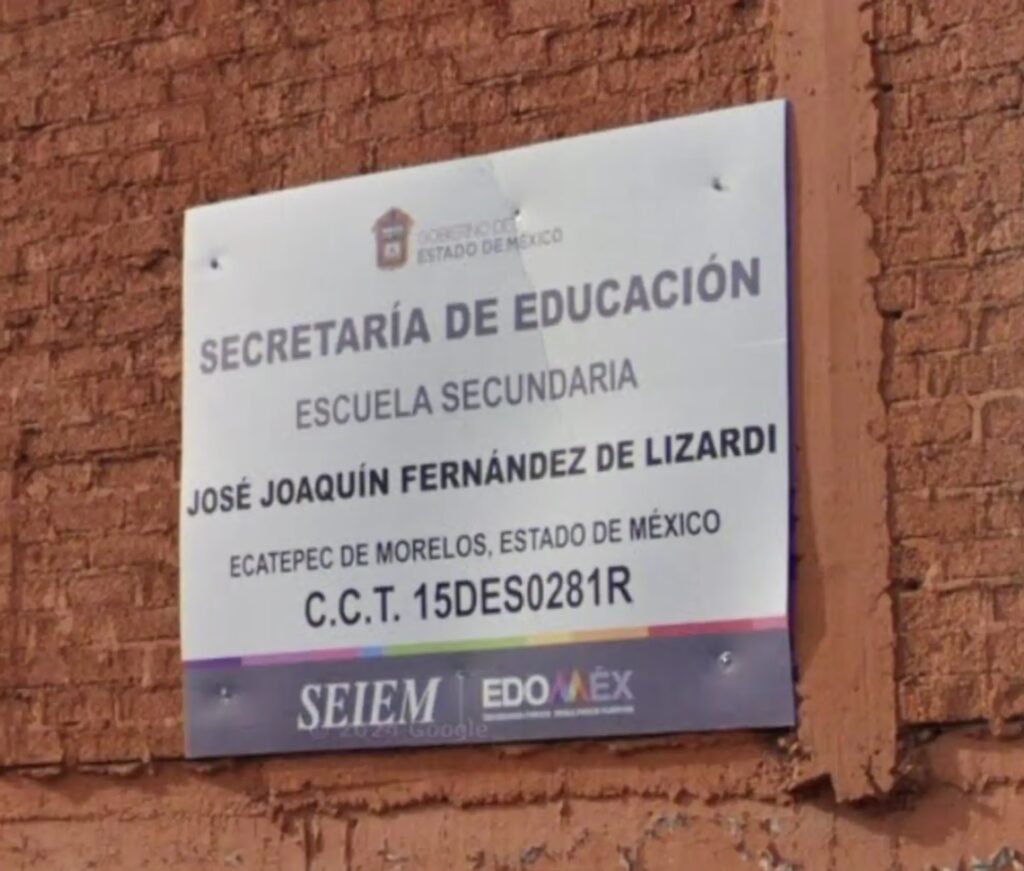 GOBIERNO DEL
ESTADO DE MÉXICO
SECRETARÍA DE EDUCACIÓN
ESCUELA SECUNDARIA
JOSÉ JOAQUÍN FERNÁNDEZ DE LIZARDI
ECATEPEC DE MORELOS, ESTADO DE MÉXICO
C.C.T. 15DES0281R
SEIEM EDOMÉX
© 2024 Google